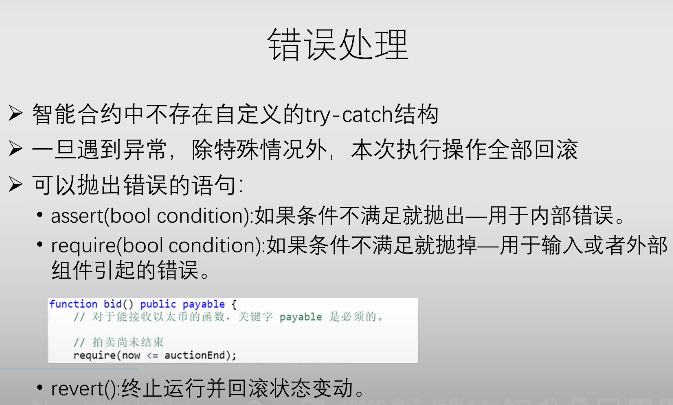 错误处理
➢ 智能合约中不存在自定义的try-catch结构
➢ 一旦遇到异常，除特殊情况外，本次执行操作全部回滚
➢ 可以抛出错误的语句：
• assert(bool condition):如果条件不满足就抛出—用于内部错误。
• require(bool condition):如果条件不满足就抛掉—用于输入或者外部
组件引起的错误。
function bid() public payable {
// 对于能接收以太币的函数，关键字 payable 是必须的。
// 拍卖尚未结束
require(now <= auctionEnd);
• revert():终止运行并回滚状态变动。